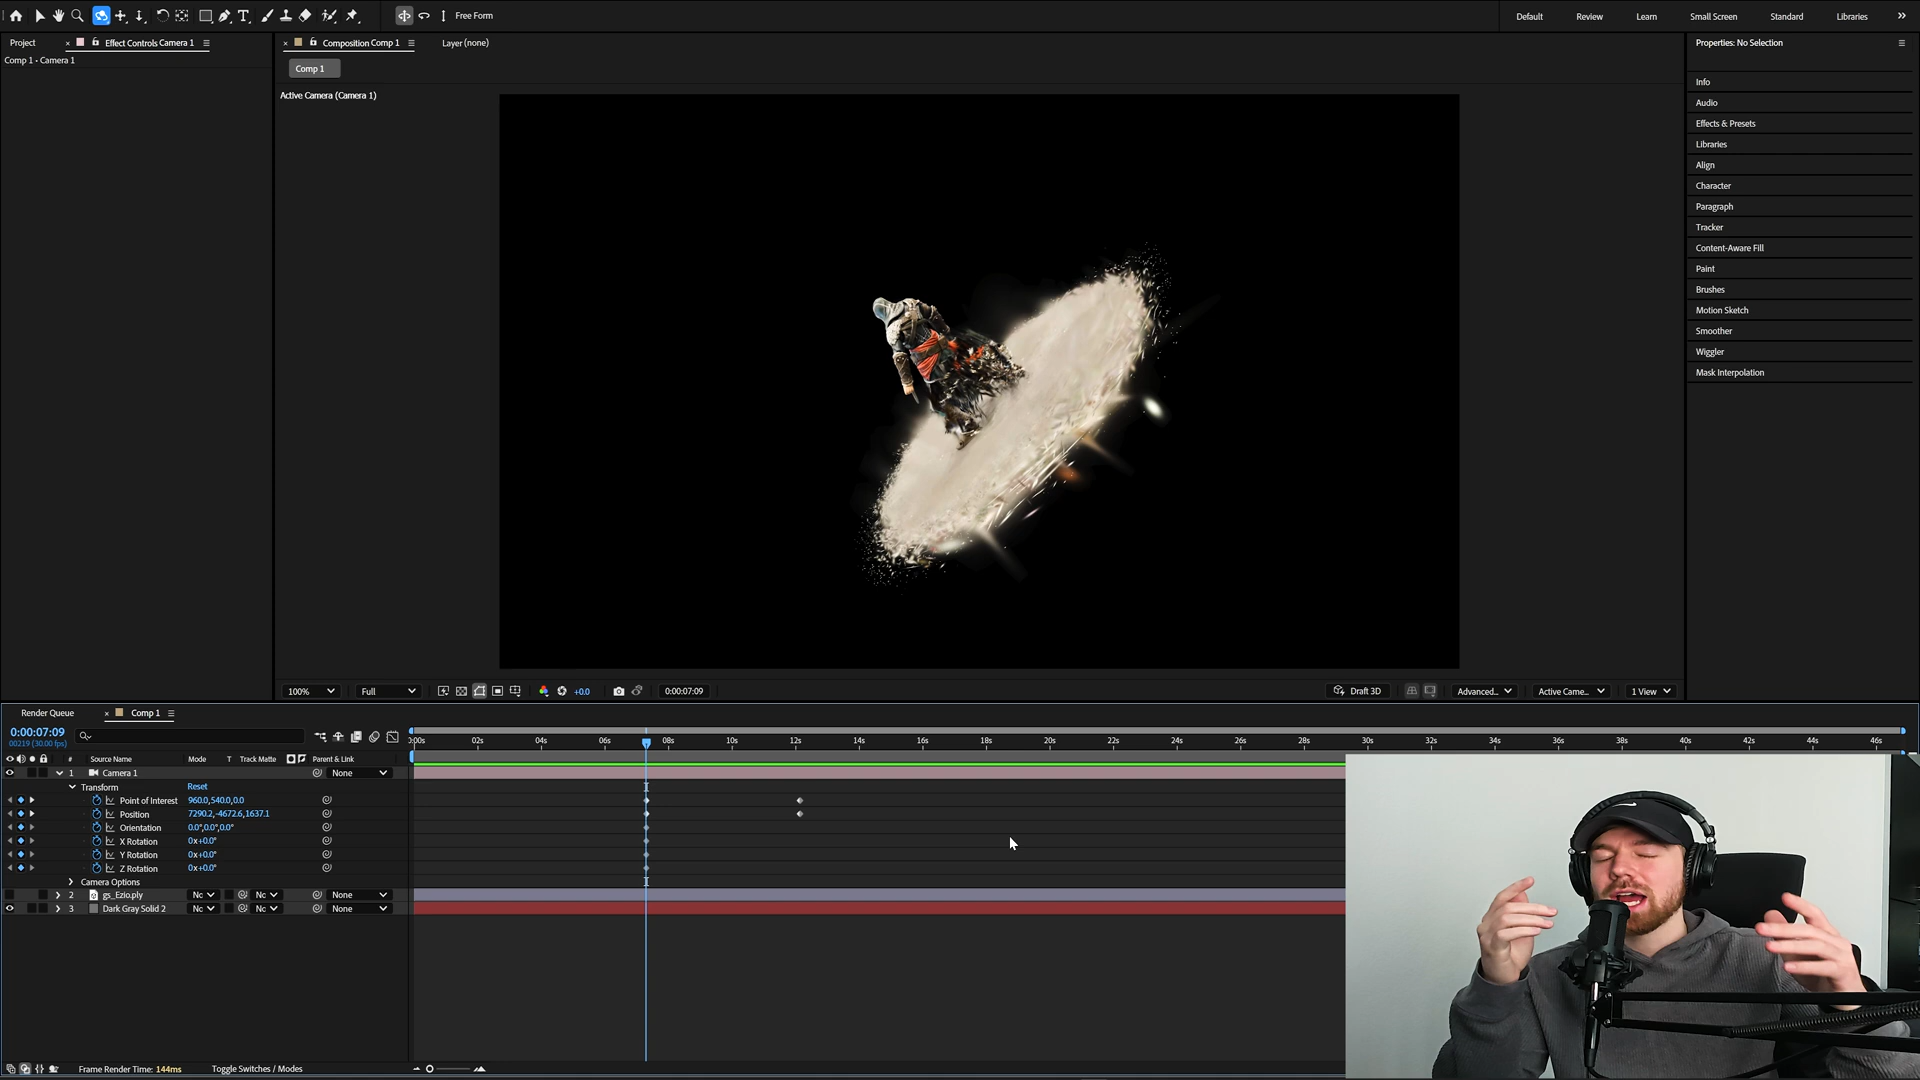 Free Form
Default
Review
Learn
Small Screen
Standard
Libraries
Project
Effect Controls Camera 1
Composition Comp 1
Layer (none)
Properties: No Selection
Comp 1 • Camera 1
Comp 1
Active Camera (Camera 1)
Info
Audio
Effects & Presets
Libraries
Align
Character
Paragraph
Tracker
Content-Aware Fill
Paint
Brushes
Motion Sketch
Smoother
Wiggler
Mask Interpolation
100%
Full
+0.0
0:00:07:09
Draft 3D
Advanced...
Active Came...
1 View
Render Queue
Comp 1
0:00:07:09
00219 (30.00 fps)
0:00s 02s 04s 06s 08s 10s 12s 14s 16s 18s 20s 22s 24s 26s 28s 30s 32s 34s 36s 38s 40s 42s 44s 46s
# Source Name Mode T Track Matte Parent & Link
1 Camera 1 None
Transform Reset
Point of Interest 960.0,540.0,0.0
Position 7290.2,-4672.6,1637.1
Orientation 0.0°,0.0°,0.0°
X Rotation 0x+0.0°
Y Rotation 0x+0.0°
Z Rotation 0x+0.0°
Camera Options
2 gs_Ezio.ply Nc Nc None
3 Dark Gray Solid 2 Nc Nc None
Frame Render Time: 144ms
Toggle Switches / Modes